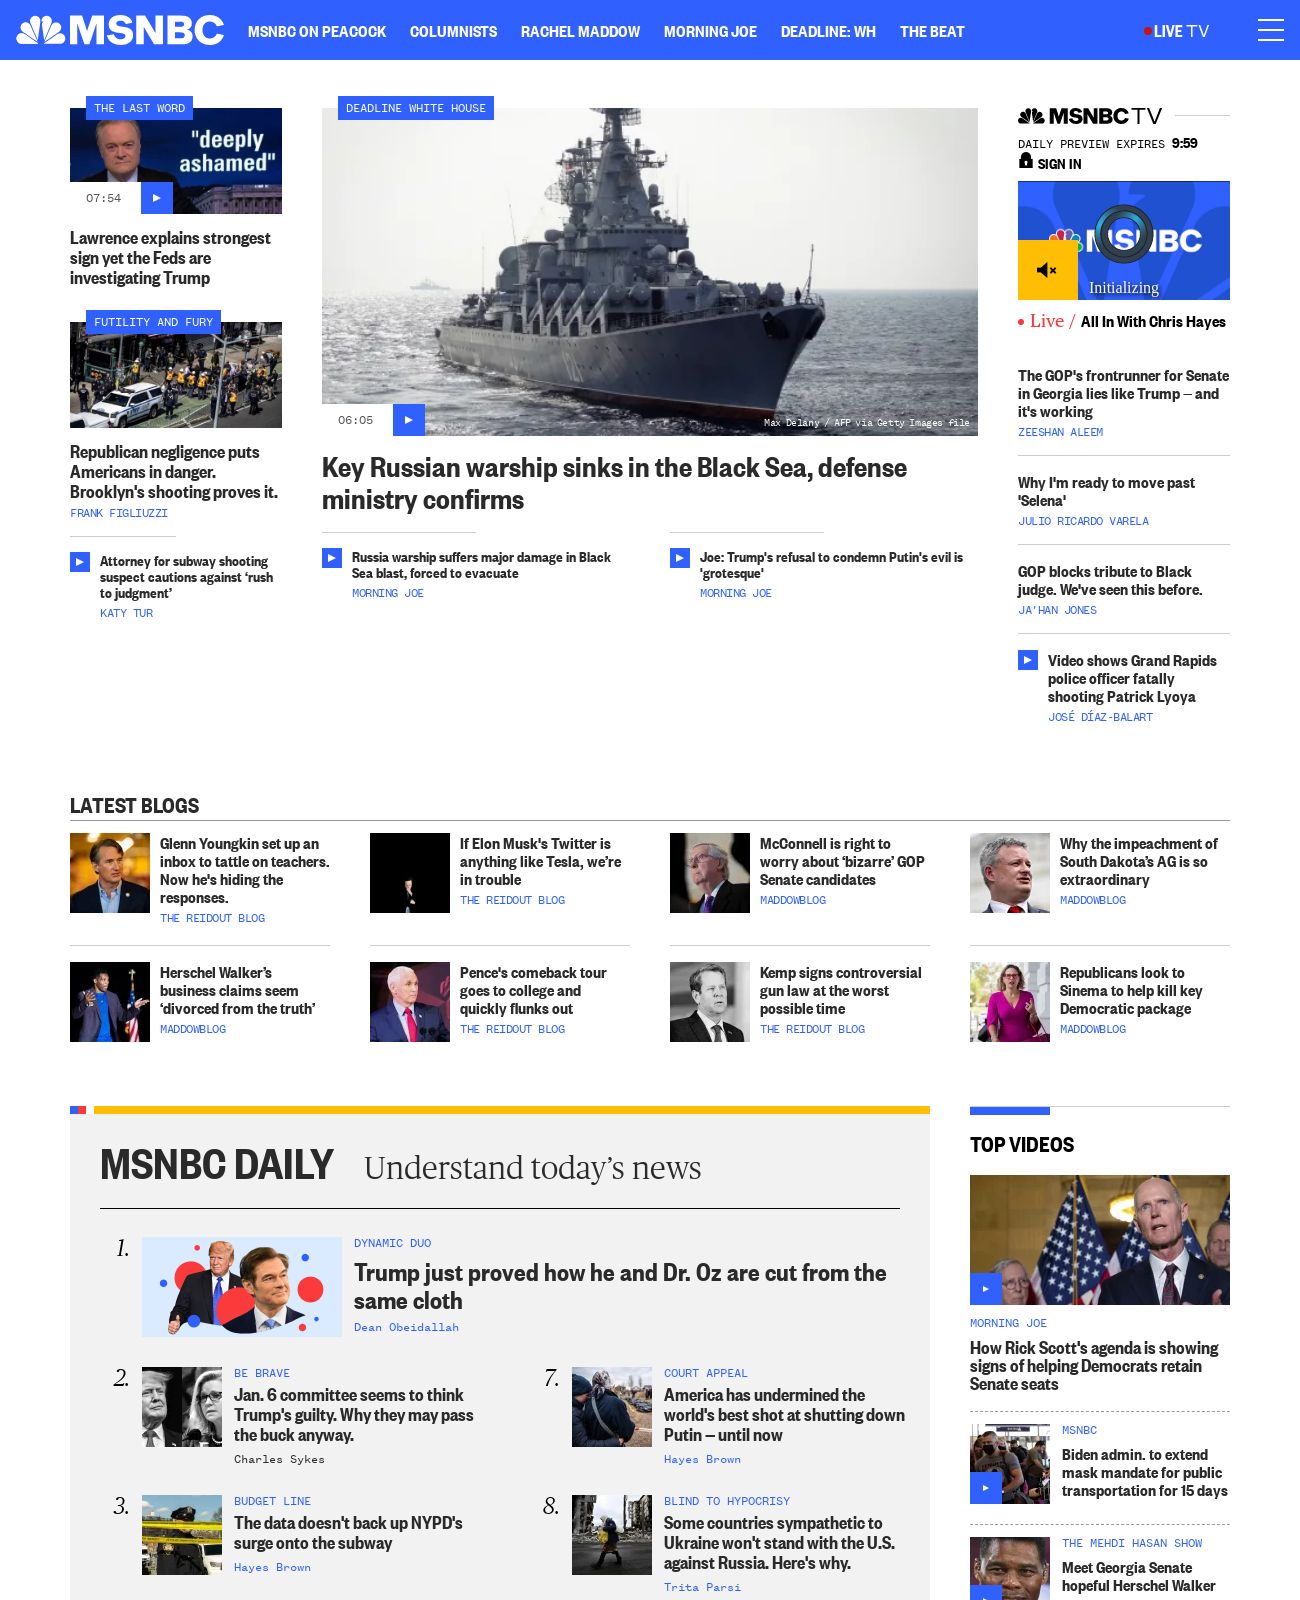 MSNBC
MSNBC ON PEACOCK
COLUMNISTS
RACHEL MADDOW
MORNING JOE
DEADLINE: WH
THE BEAT
LIVE TV
THE LAST WORD
"deeply
ashamed"
07:54
Lawrence explains strongest
sign yet the Feds are
investigating Trump
FUTILITY AND FURY
Republican negligence puts
Americans in danger.
Brooklyn's shooting proves it.
FRANK FIGLIUZZI
Attorney for subway shooting
suspect cautions against ‘rush
to judgment’
KATY TUR
DEADLINE WHITE HOUSE
06:05
Max Delany / AFP via Getty Images file
Key Russian warship sinks in the Black Sea, defense
ministry confirms
Russia warship suffers major damage in Black
Sea blast, forced to evacuate
MORNING JOE
Joe: Trump's refusal to condemn Putin's evil is
'grotesque'
MORNING JOE
MSNBC TV
DAILY PREVIEW EXPIRES 9:59
SIGN IN
MSNBC
Initializing
Live / All In With Chris Hayes
The GOP's frontrunner for Senate
in Georgia lies like Trump — and
it's working
ZEESHAN ALEEM
Why I'm ready to move past
'Selena'
JULIO RICARDO VARELA
GOP blocks tribute to Black
judge. We've seen this before.
JA'HAN JONES
Video shows Grand Rapids
police officer fatally
shooting Patrick Lyoya
JOSÉ DÍAZ-BALART
LATEST BLOGS
Glenn Youngkin set up an
inbox to tattle on teachers.
Now he's hiding the
responses.
THE REIDOUT BLOG
If Elon Musk's Twitter is
anything like Tesla, we’re
in trouble
THE REIDOUT BLOG
McConnell is right to
worry about ‘bizarre’ GOP
Senate candidates
MADDOWBLOG
Why the impeachment of
South Dakota’s AG is so
extraordinary
MADDOWBLOG
Herschel Walker’s
business claims seem
‘divorced from the truth’
MADDOWBLOG
Pence's comeback tour
goes to college and
quickly flunks out
THE REIDOUT BLOG
Kemp signs controversial
gun law at the worst
possible time
THE REIDOUT BLOG
Republicans look to
Sinema to help kill key
Democratic package
MADDOWBLOG
MSNBC DAILY Understand today’s news
1.
DYNAMIC DUO
Trump just proved how he and Dr. Oz are cut from the
same cloth
Dean Obeidallah
2.
BE BRAVE
Jan. 6 committee seems to think
Trump's guilty. Why they may pass
the buck anyway.
Charles Sykes
3.
BUDGET LINE
The data doesn't back up NYPD's
surge onto the subway
Hayes Brown
7.
COURT APPEAL
America has undermined the
world's best shot at shutting down
Putin — until now
Hayes Brown
8.
BLIND TO HYPOCRISY
Some countries sympathetic to
Ukraine won't stand with the U.S.
against Russia. Here's why.
Trita Parsi
TOP VIDEOS
MORNING JOE
How Rick Scott's agenda is showing
signs of helping Democrats retain
Senate seats
MSNBC
Biden admin. to extend
mask mandate for public
transportation for 15 days
THE MEHDI HASAN SHOW
Meet Georgia Senate
hopeful Herschel Walker